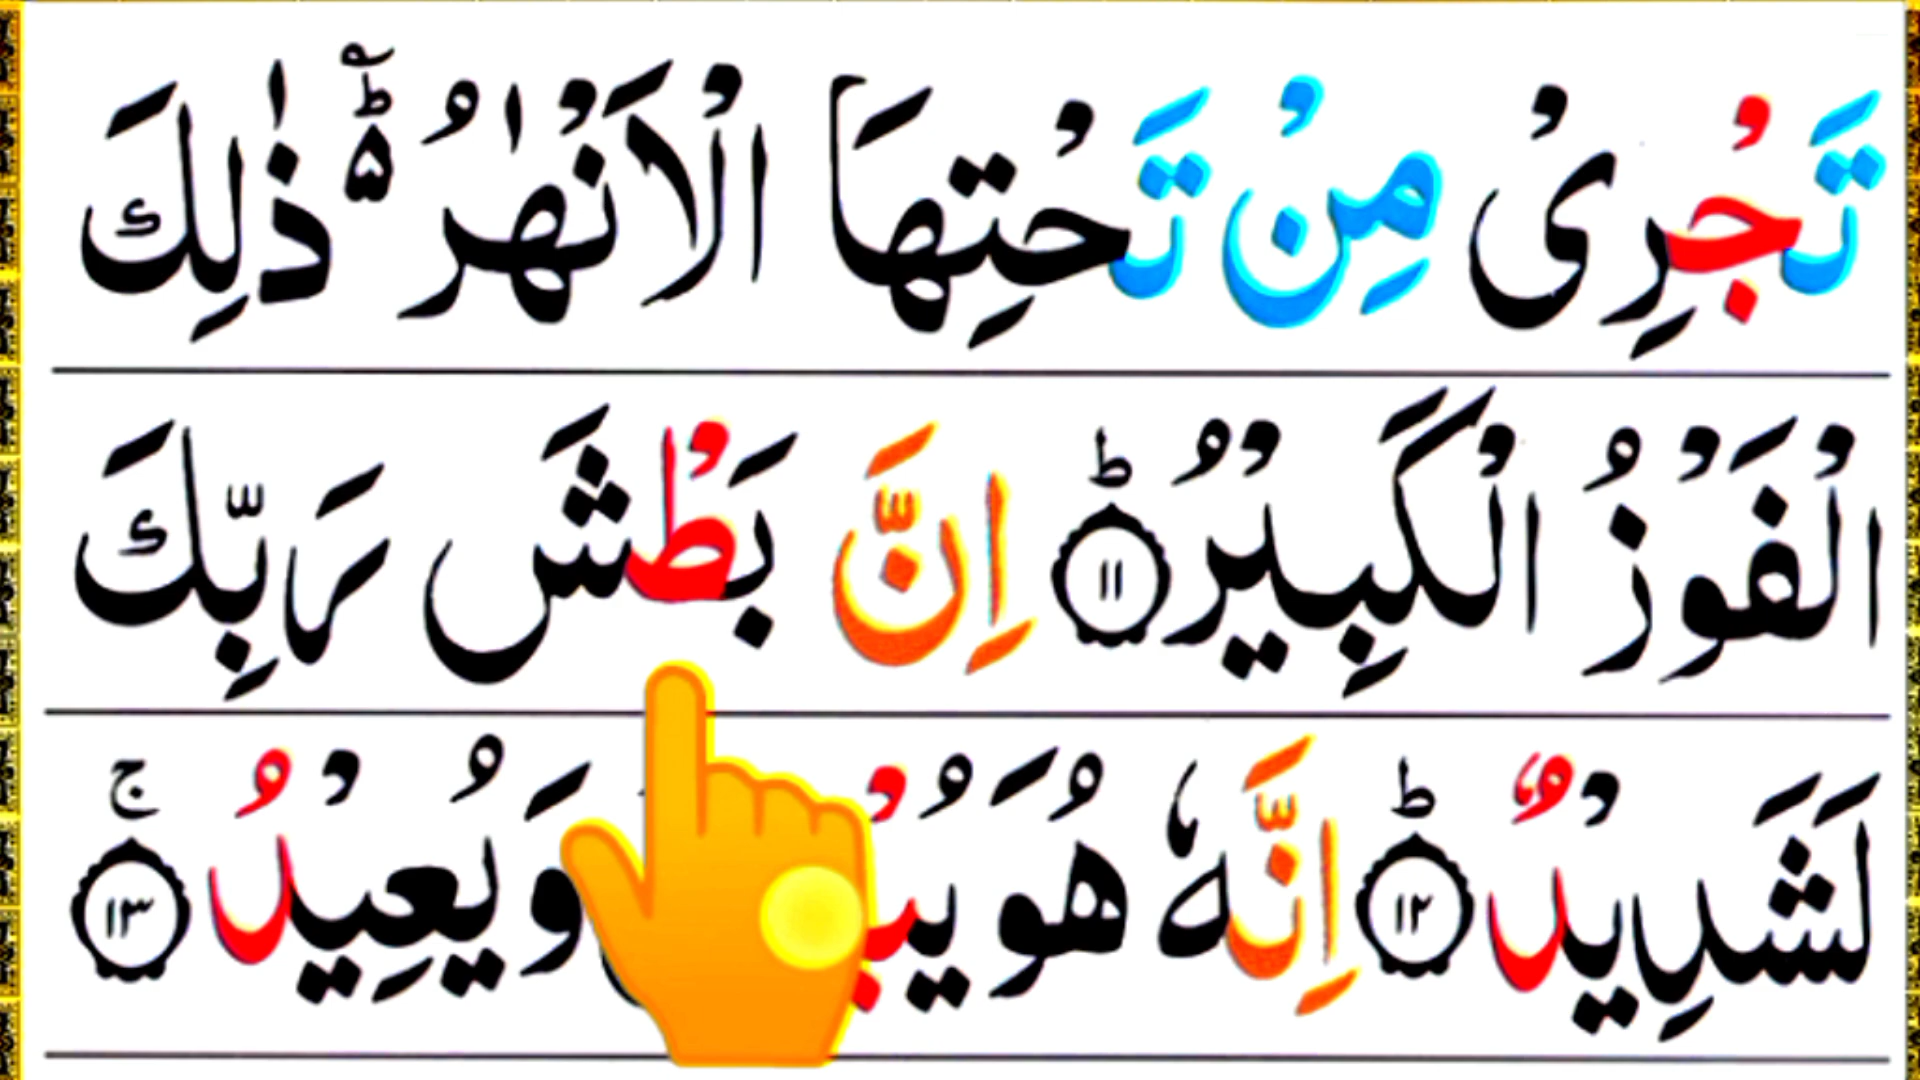 تَجْرِیْ مِنْ تَحْتِهَا الْاَنْهٰرُ ؕ۬ ذٰلِكَ
الْفَوْزُ الْكَبِیْرُ ؕ ۱۱ اِنَّ بَطْشَ رَبِّكَ
لَشَدِیْدٌ ؕ ۱۲ اِنَّهٗ هُوَ وَیُعِیْدُ ۚ ۱۳